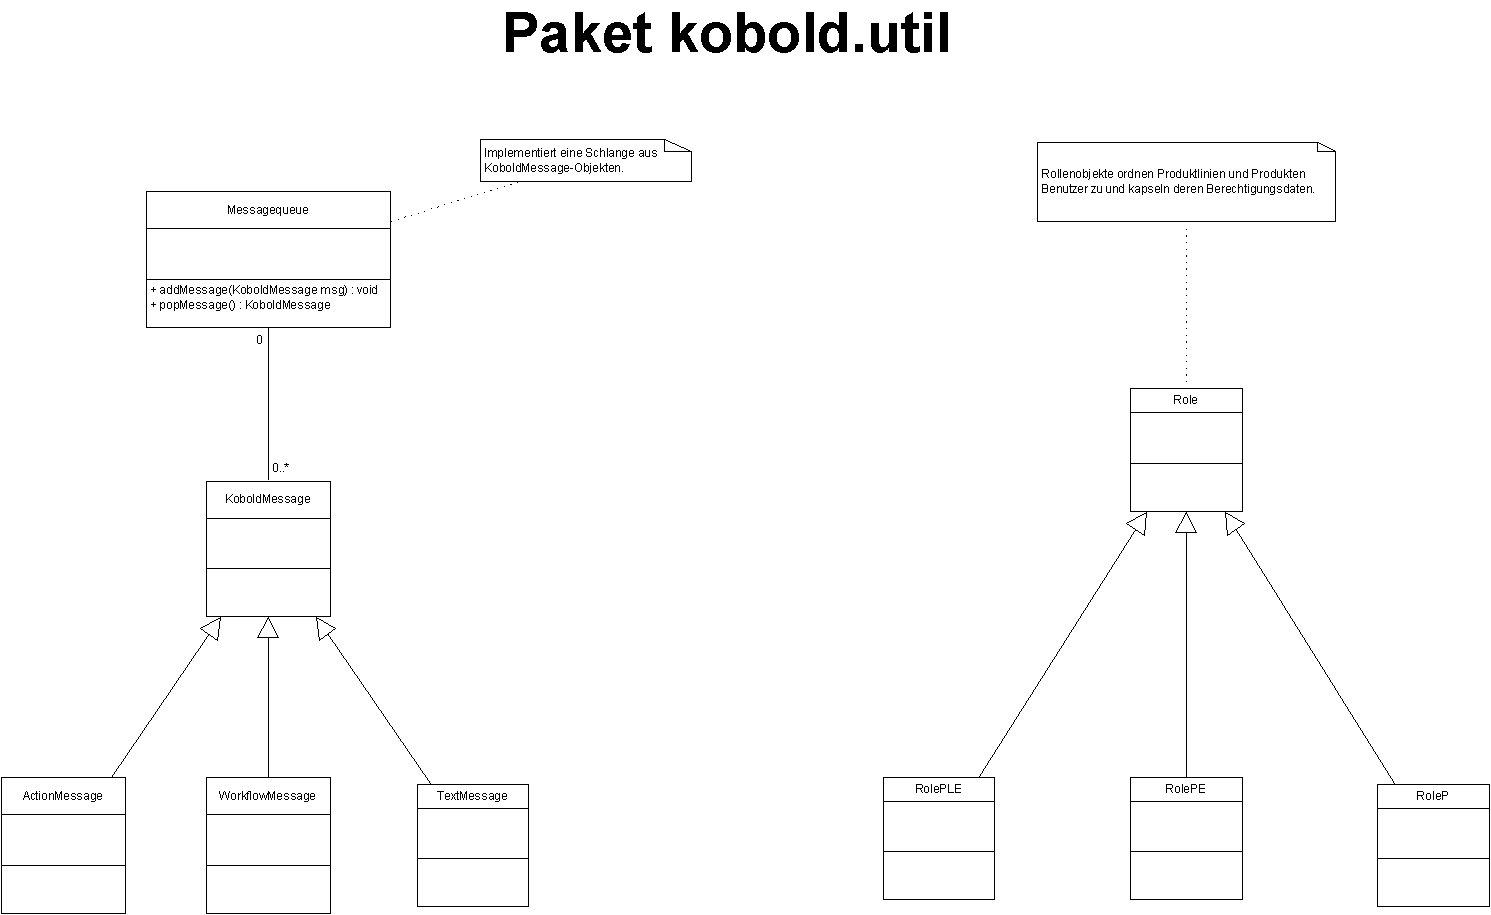 Paket kobold.util
Implementiert eine Schlange aus
KoboldMessage-Objekten.
Rollenobjekte ordnen Produktlinien und Produkten
Benutzer zu und kapseln deren Berechtigungsdaten.
Messagequeue
+ addMessage(KoboldMessage msg) : void
+ popMessage() : KoboldMessage
0
0..*
KoboldMessage
Role
ActionMessage
WorkflowMessage
TextMessage
RolePLE
RolePE
RoleP